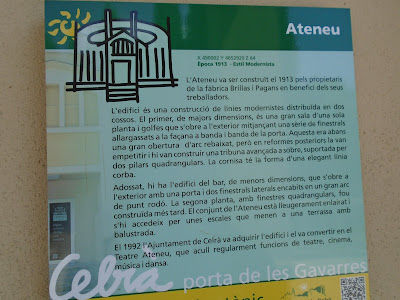 Ateneu
X 490002 Y 4652925 Z 64
Època 1913 - Estil Modernista
L'Ateneu va ser construït el 1913 pels propietaris
de la fàbrica Brillas i Pagans en benefici dels seus
treballadors.
L'edifici és una construcció de línies modernistes distribuïda en dos
cossos. El primer, de majors dimensions, és una gran sala d'una sola
planta i golfes que s'obre a l'exterior mitjançant una sèrie de finestrals
allargassats a la façana a banda i banda de la porta. Aquesta era abans
una gran obertura d'arc rebaixat, però en reformes posteriors la van
empetitir i hi van construir una tribuna avançada a sobre, suportada per
dos pilars quadrangulars. La cornisa té la forma d'una elegant línia
corba.
Adossat, hi ha l'edifici del bar, de menors dimensions, que s'obre a
l'exterior amb una porta i dos finestrals laterals encabits en un gran arc
de punt rodó. La segona planta, amb finestres quadrangulars, fou
construïda més tard. El conjunt de l'Ateneu està lleugerament enlairat i
s'hi accedeix per unes escales que menen a una terrassa amb
balustrada.
El 1992 l'Ajuntament de Celrà va adquirir l'edifici i el va convertir en el
Teatre Ateneu, que acull regularment funcions de teatre, cinema,
música i dansa.
Celrà porta de les Gavarres